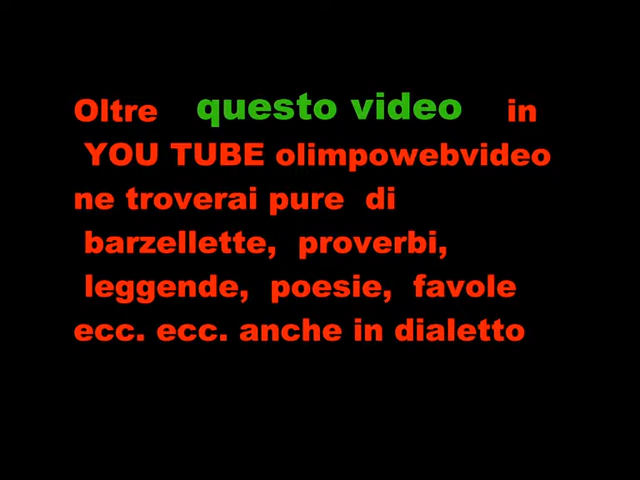 Oltre questo video in
YOU TUBE olimpowebvideo
ne troverai pure di
barzellette, proverbi,
leggende, poesie, favole
ecc. ecc. anche in dialetto